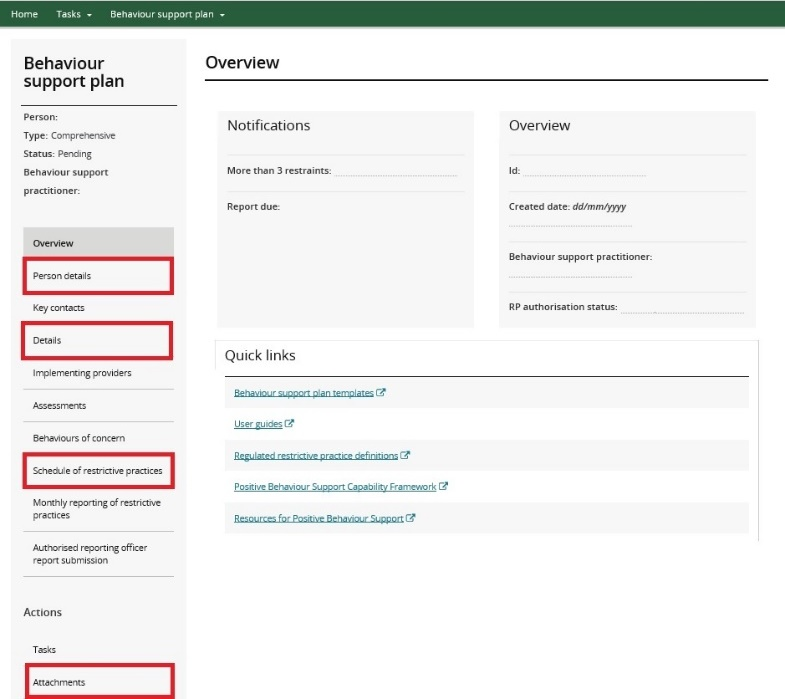 Home Tasks Behaviour support plan
Behaviour
support plan
Person:
Type: Comprehensive
Status: Pending
Behaviour support
practitioner:
Overview
Person details
Key contacts
Details
Implementing providers
Assessments
Behaviours of concern
Schedule of restrictive practices
Monthly reporting of restrictive
practices
Authorised reporting officer
report submission
Actions
Tasks
Attachments
Overview
Notifications
More than 3 restraints:
Report due:
Overview
Id:
Created date: dd/mm/yyyy
Behaviour support practitioner:
RP authorisation status:
Quick links
Behaviour support plan templates
User guides
Regulated restrictive practice definitions
Positive Behaviour Support Capability Framework
Resources for Positive Behaviour Support